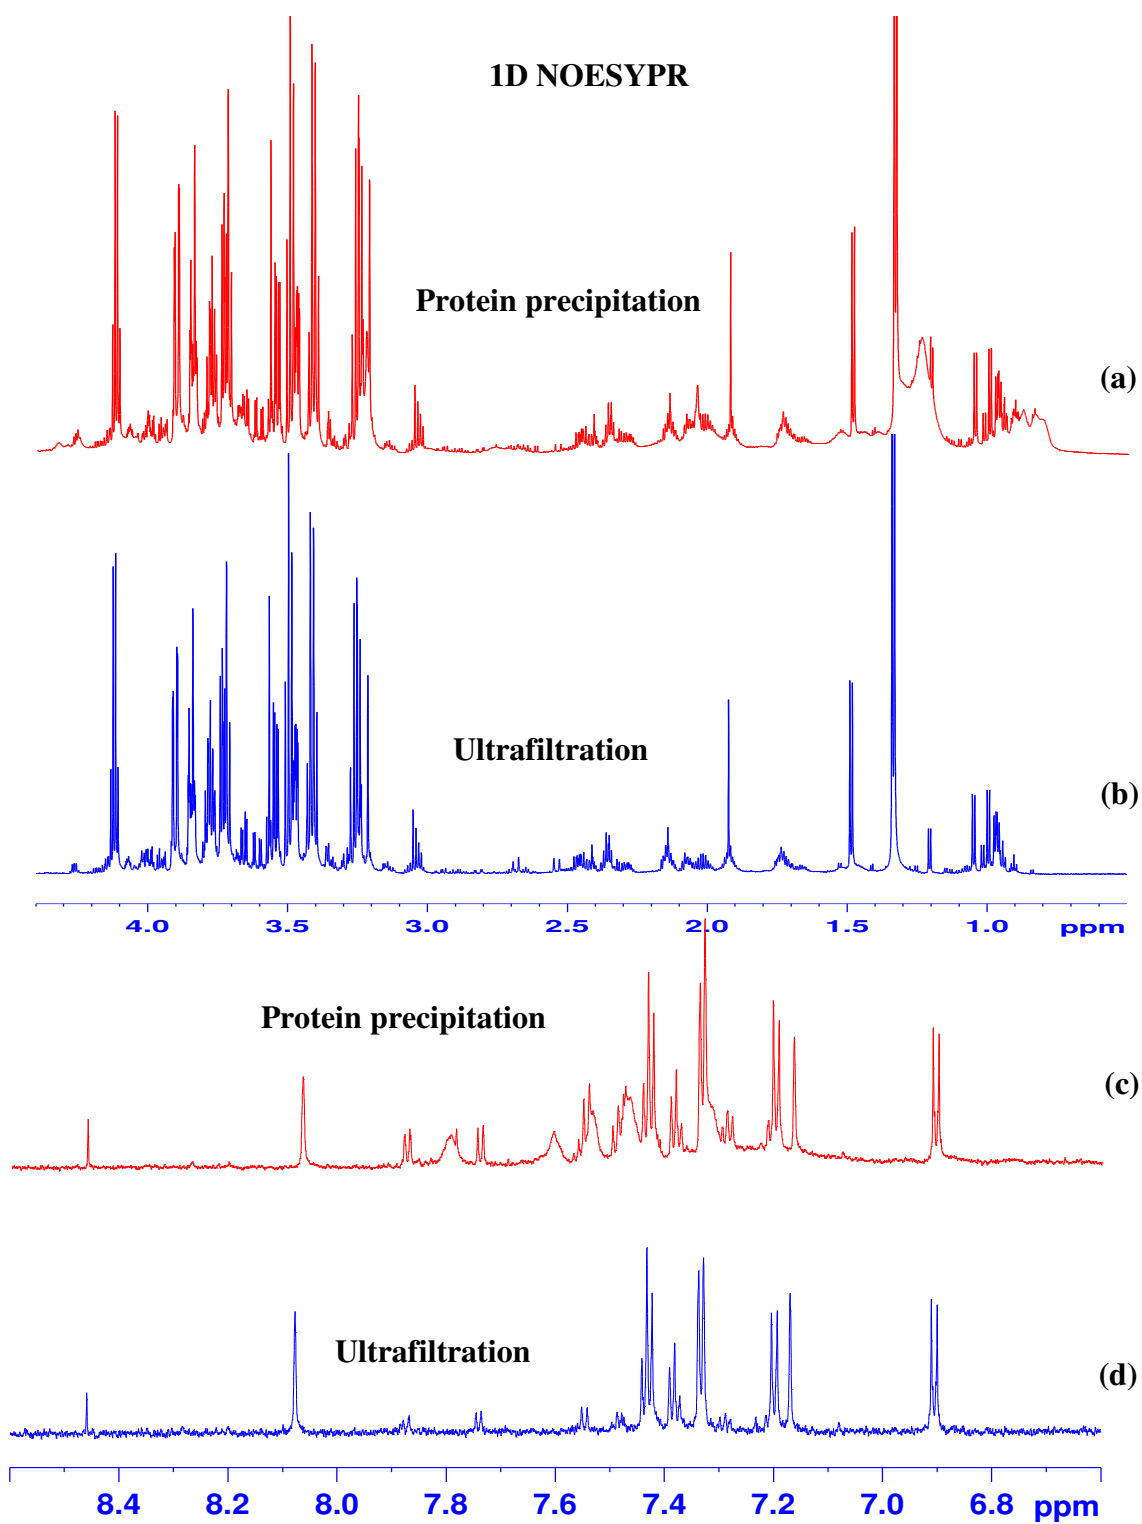 1D NOESYPR
Protein precipitation
(a)
Ultrafiltration
(b)
4.0 3.5 3.0 2.5 2.0 1.5 1.0 ppm
Protein precipitation
(c)
Ultrafiltration
(d)
8.4 8.2 8.0 7.8 7.6 7.4 7.2 7.0 6.8 ppm